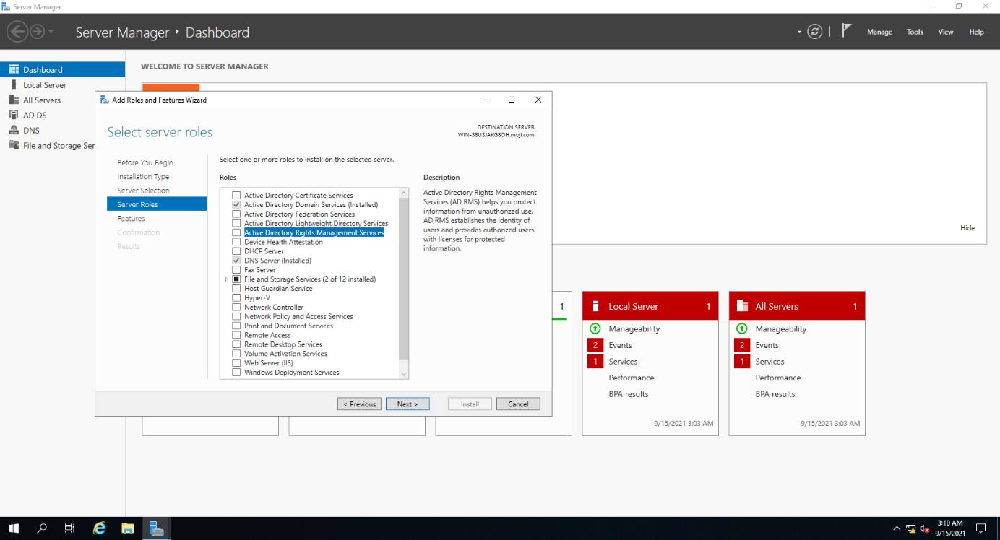 Server Manager
Server Manager ‣ Dashboard
Manage Tools View Help
Dashboard
Local Server
All Servers
AD DS
DNS
File and Storage Ser
WELCOME TO SERVER MANAGER
Add Roles and Features Wizard
Select server roles
DESTINATION SERVER
WIN-S8USJAKG8OH.moji.com
Before You Begin
Installation Type
Server Selection
Server Roles
Features
Confirmation
Results
Select one or more roles to install on the selected server.
Roles
Active Directory Certificate Services
Active Directory Domain Services (Installed)
Active Directory Federation Services
Active Directory Lightweight Directory Services
Active Directory Rights Management Services
Device Health Attestation
DHCP Server
DNS Server (Installed)
Fax Server
File and Storage Services (2 of 12 installed)
Host Guardian Service
Hyper-V
Network Controller
Network Policy and Access Services
Print and Document Services
Remote Access
Remote Desktop Services
Volume Activation Services
Web Server (IIS)
Windows Deployment Services
Description
Active Directory Rights Management
Services (AD RMS) helps you protect
information from unauthorized use.
AD RMS establishes the identity of
users and provides authorized users
with licenses for protected
information.
< Previous
Next >
Install
Cancel
Hide
1
Local Server 1
Manageability
2 Events
1 Services
Performance
BPA results
9/15/2021 3:03 AM
All Servers 1
Manageability
2 Events
1 Services
Performance
BPA results
9/15/2021 3:03 AM
3:10 AM
9/15/2021